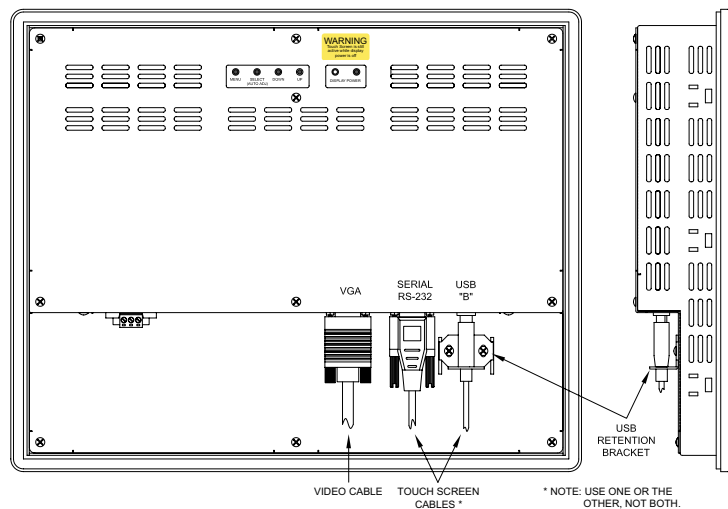 WARNING
Touch Screen is still
active while display
power is off
MENU
SELECT
(AUTO ADJ)
DOWN
UP
DISPLAY POWER
VGA
SERIAL
RS-232
USB
"B"
USB
RETENTION
BRACKET
VIDEO CABLE
TOUCH SCREEN
CABLES *
* NOTE: USE ONE OR THE
OTHER, NOT BOTH.